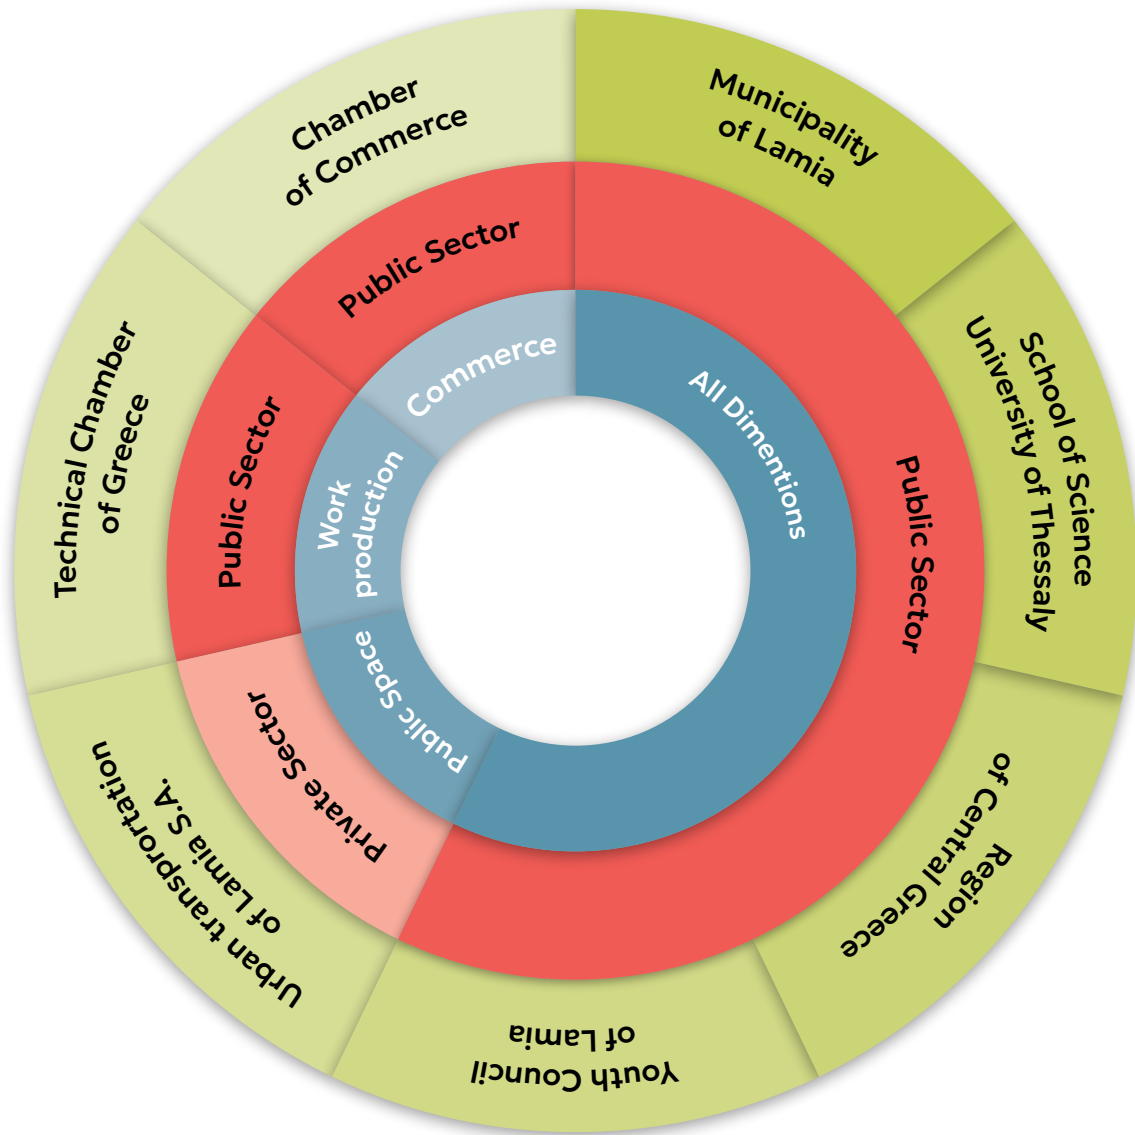 Municipality
of Lamia
School of Science
University of Thessaly
Region
of Central Greece
Youth Council
of Lamia
Urban transprortation
of Lamia S.A.
Technical Chamber
of Greece
Chamber
of Commerce
Public Sector
Private Sector
Public Sector
Public Sector
All Dimentions
Public Space
Work
production
Commerce